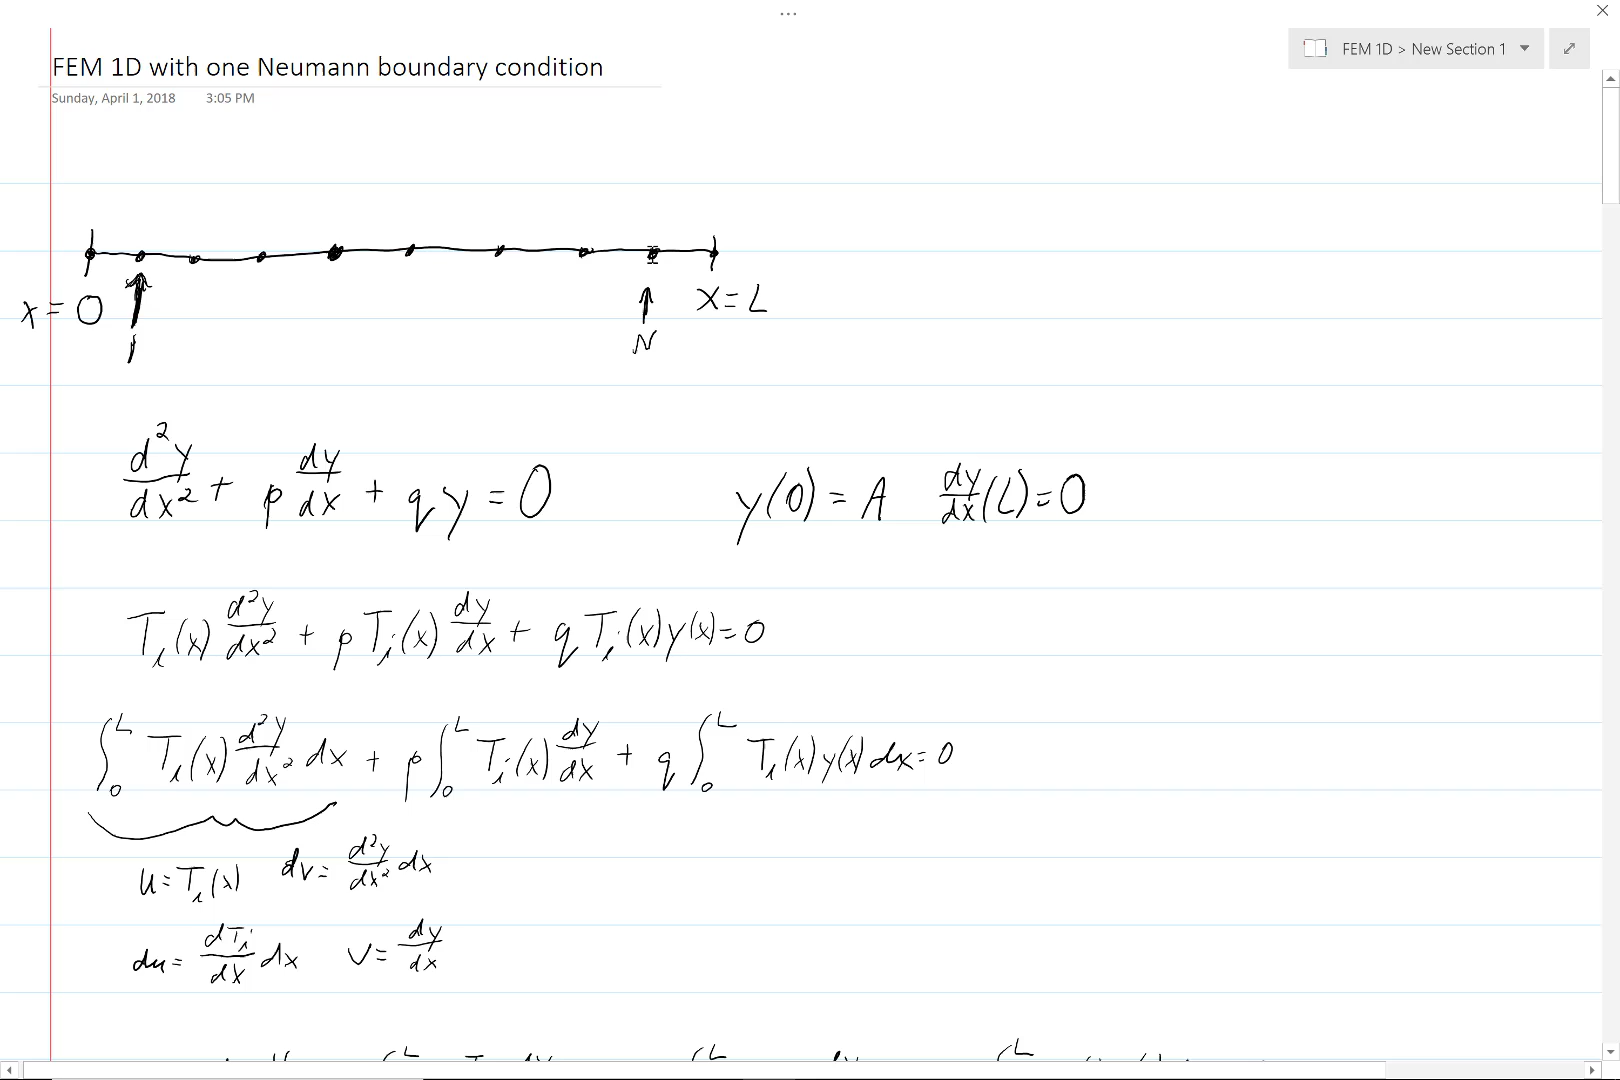 ...
FEM 1D with one Neumann boundary condition
FEM 1D > New Section 1
Sunday, April 1, 2018 3:05 PM
x = 0
1
N
x = L
d²y/dx² + p dy/dx + q y = 0 y(0) = A dy/dx(L) = 0
Tᵢ(x) d²y/dx² + p Tᵢ(x) dy/dx + q Tᵢ(x) y(x) = 0
∫₀ᴸ Tᵢ(x) d²y/dx² dx + p ∫₀ᴸ Tᵢ(x) dy/dx + q ∫₀ᴸ Tᵢ(x) y(x) dx = 0
u = Tᵢ(x) dv = d²y/dx² dx
du = dTᵢ/dx dx v = dy/dx